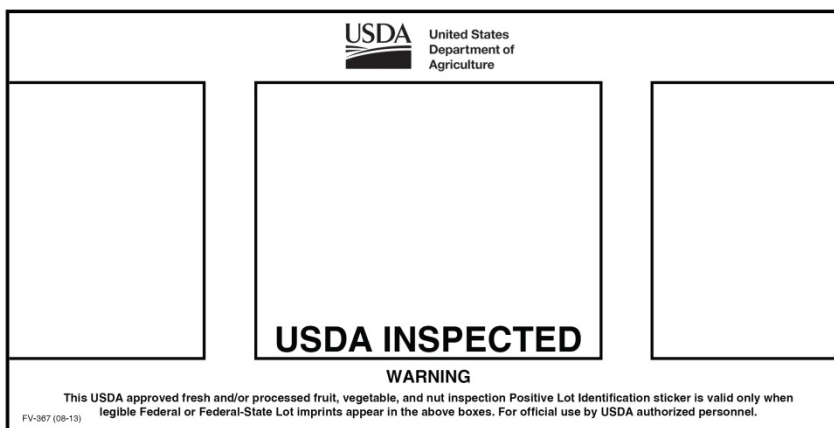 USDA
United States
Department of
Agriculture
USDA INSPECTED
WARNING
This USDA approved fresh and/or processed fruit, vegetable, and nut inspection Positive Lot Identification sticker is valid only when
legible Federal or Federal-State Lot imprints appear in the above boxes. For official use by USDA authorized personnel.
FV-367 (08-13)